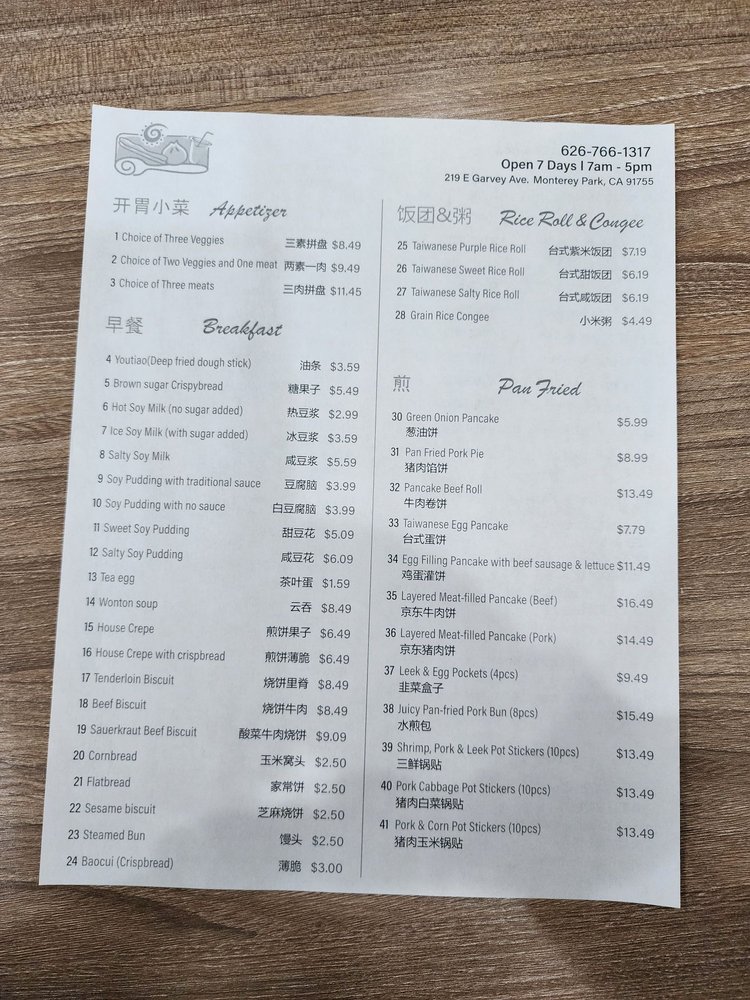 626-766-1317
Open 7 Days | 7am - 5pm
219 E Garvey Ave. Monterey Park, CA 91755
开胃小菜 Appetizer
1 Choice of Three Veggies 三素拼盘 $8.49
2 Choice of Two Veggies and One meat 两素一肉 $9.49
3 Choice of Three meats 三肉拼盘 $11.45
早餐 Breakfast
4 Youtiao(Deep fried dough stick) 油条 $3.59
5 Brown sugar Crispybread 糖果子 $5.49
6 Hot Soy Milk (no sugar added) 热豆浆 $2.99
7 Ice Soy Milk (with sugar added) 冰豆浆 $3.59
8 Salty Soy Milk 咸豆浆 $5.59
9 Soy Pudding with traditional sauce 豆腐脑 $3.99
10 Soy Pudding with no sauce 白豆腐脑 $3.99
11 Sweet Soy Pudding 甜豆花 $5.09
12 Salty Soy Pudding 咸豆花 $6.09
13 Tea egg 茶叶蛋 $1.59
14 Wonton soup 云吞 $8.49
15 House Crepe 煎饼果子 $6.49
16 House Crepe with crispbread 煎饼薄脆 $6.49
17 Tenderloin Biscuit 烧饼里脊 $8.49
18 Beef Biscuit 烧饼牛肉 $8.49
19 Sauerkraut Beef Biscuit 酸菜牛肉烧饼 $9.09
20 Cornbread 玉米窝头 $2.50
21 Flatbread 家常饼 $2.50
22 Sesame biscuit 芝麻烧饼 $2.50
23 Steamed Bun 馒头 $2.50
24 Baocui (Crispbread) 薄脆 $3.00
饭团&粥 Rice Roll & Congee
25 Taiwanese Purple Rice Roll 台式紫米饭团 $7.19
26 Taiwanese Sweet Rice Roll 台式甜饭团 $6.19
27 Taiwanese Salty Rice Roll 台式咸饭团 $6.19
28 Grain Rice Congee 小米粥 $4.49
煎 Pan Fried
30 Green Onion Pancake $5.99
葱油饼
31 Pan Fried Pork Pie $8.99
猪肉馅饼
32 Pancake Beef Roll $13.49
牛肉卷饼
33 Taiwanese Egg Pancake $7.79
台式蛋饼
34 Egg Filling Pancake with beef sausage & lettuce $11.49
鸡蛋灌饼
35 Layered Meat-filled Pancake (Beef) $16.49
京东牛肉饼
36 Layered Meat-filled Pancake (Pork) $14.49
京东猪肉饼
37 Leek & Egg Pockets (4pcs) $9.49
韭菜盒子
38 Juicy Pan-fried Pork Bun (8pcs) $15.49
水煎包
39 Shrimp, Pork & Leek Pot Stickers (10pcs) $13.49
三鲜锅贴
40 Pork Cabbage Pot Stickers (10pcs) $13.49
猪肉白菜锅贴
41 Pork & Corn Pot Stickers (10pcs) $13.49
猪肉玉米锅贴